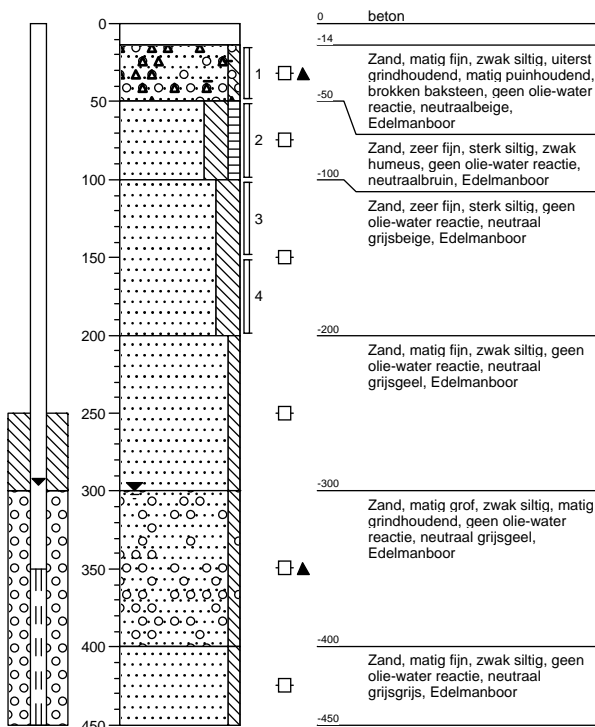 0
50
100
150
200
250
300
350
400
450
1
2
3
4
0
beton
-14
Zand, matig fijn, zwak siltig, uiterst
grindhoudend, matig puinhoudend,
brokken baksteen, geen olie-water
reactie, neutraalbeige,
Edelmanboor
-50
Zand, zeer fijn, sterk siltig, zwak
humeus, geen olie-water reactie,
neutraalbruin, Edelmanboor
-100
Zand, zeer fijn, sterk siltig, geen
olie-water reactie, neutraal
grijsbeige, Edelmanboor
-200
Zand, matig fijn, zwak siltig, geen
olie-water reactie, neutraal
grijsgeel, Edelmanboor
-300
Zand, matig grof, zwak siltig, matig
grindhoudend, geen olie-water
reactie, neutraal grijsgeel,
Edelmanboor
-400
Zand, matig fijn, zwak siltig, geen
olie-water reactie, neutraal
grijsgrijs, Edelmanboor
-450